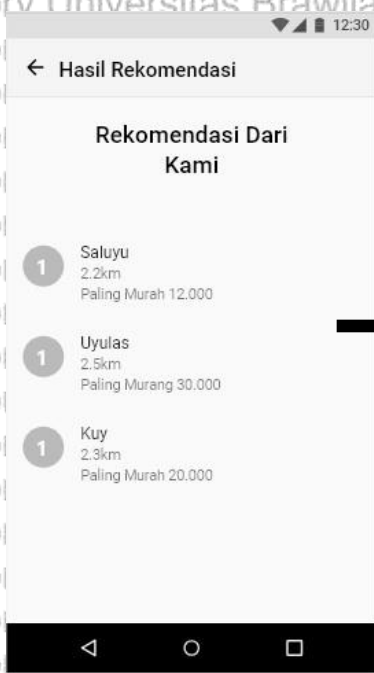 12:30
Hasil Rekomendasi
Rekomendasi Dari
Kami
1
Saluyu
2.2km
Paling Murah 12.000
1
Uyulas
2.5km
Paling Murang 30.000
1
Kuy
2.3km
Paling Murah 20.000